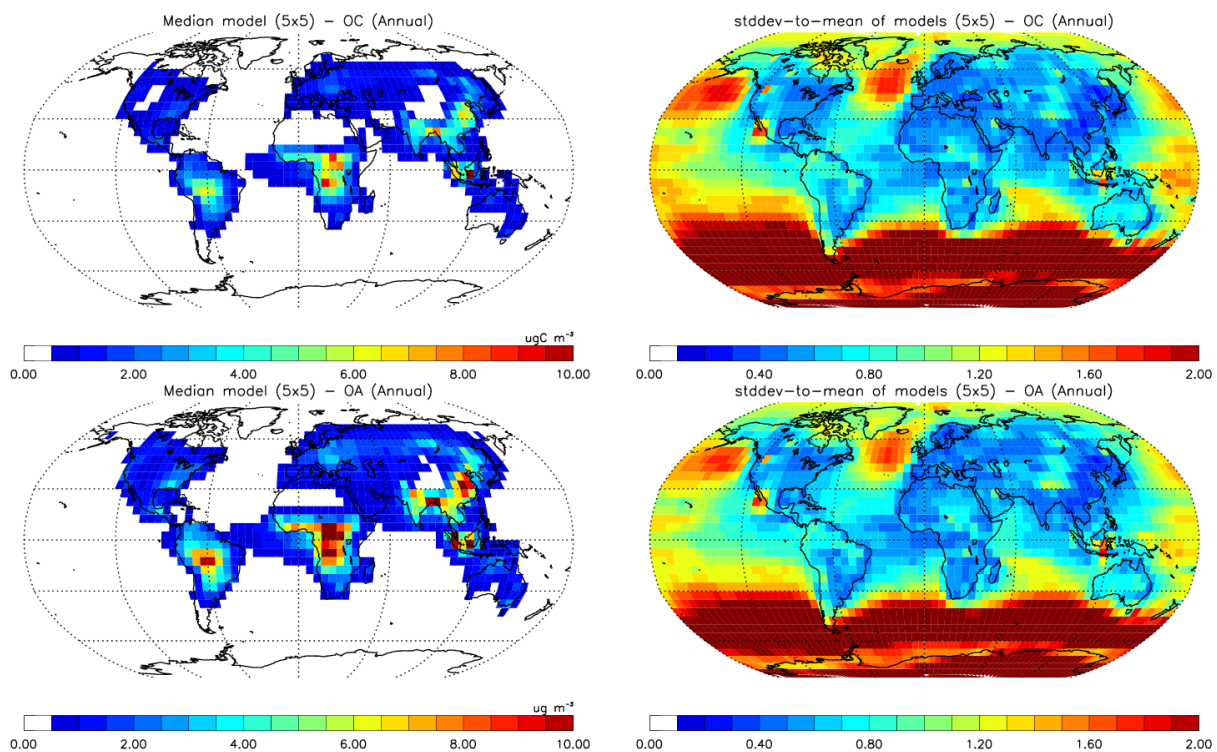 Median model (5x5) - OC (Annual)
stddev-to-mean of models (5x5) - OC (Annual)
ugC m⁻³
0.00 2.00 4.00 6.00 8.00 10.00
0.00 0.40 0.80 1.20 1.60 2.00
Median model (5x5) - OA (Annual)
stddev-to-mean of models (5x5) - OA (Annual)
ug m⁻³
0.00 2.00 4.00 6.00 8.00 10.00
0.00 0.40 0.80 1.20 1.60 2.00